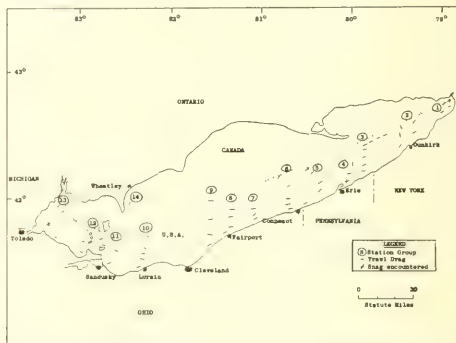 83° 82° 81° 80° 79°
43° 43°
ONTARIO
CANADA
MICHIGAN
Wheatley
Toledo
42° 42°
U.S.A.
Sandusky
Lorain
Cleveland
Fairport
Conneaut
Erie
Dunkirk
PENNSYLVANIA
NEW YORK
OHIO
1
2
3
4
5
6
7
8
9
10
11
12
13
14
LEGEND
N Station Group
Trawl Drag
Snag encountered
0 30
Statute Miles